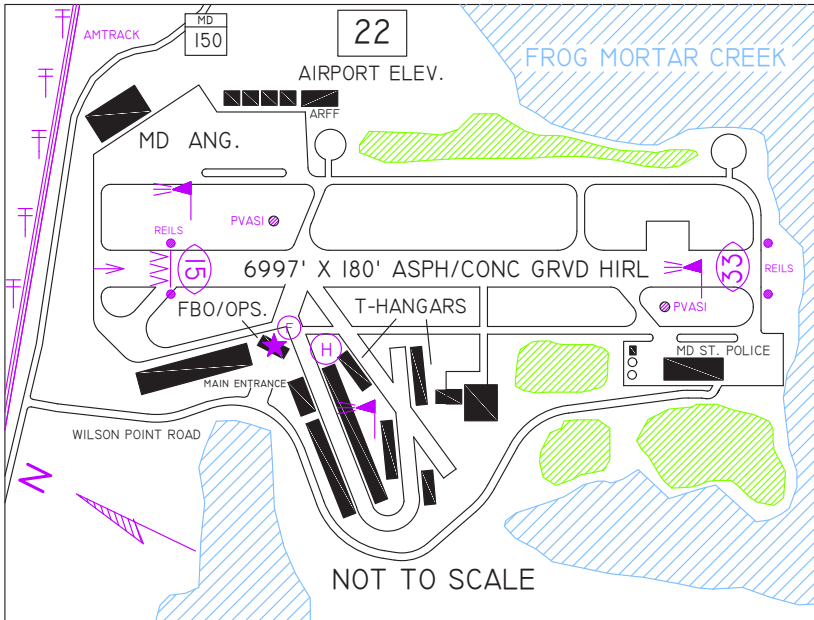 MD
150
AMTRACK
22
AIRPORT ELEV.
FROG MORTAR CREEK
ARFF
MD ANG.
REILS
PVASI
15
6997' X 180' ASPH/CONC GRVD HIRL
33
REILS
FBO/OPS.
T-HANGARS
PVASI
F
H
MD ST. POLICE
MAIN ENTRANCE
WILSON POINT ROAD
N
NOT TO SCALE